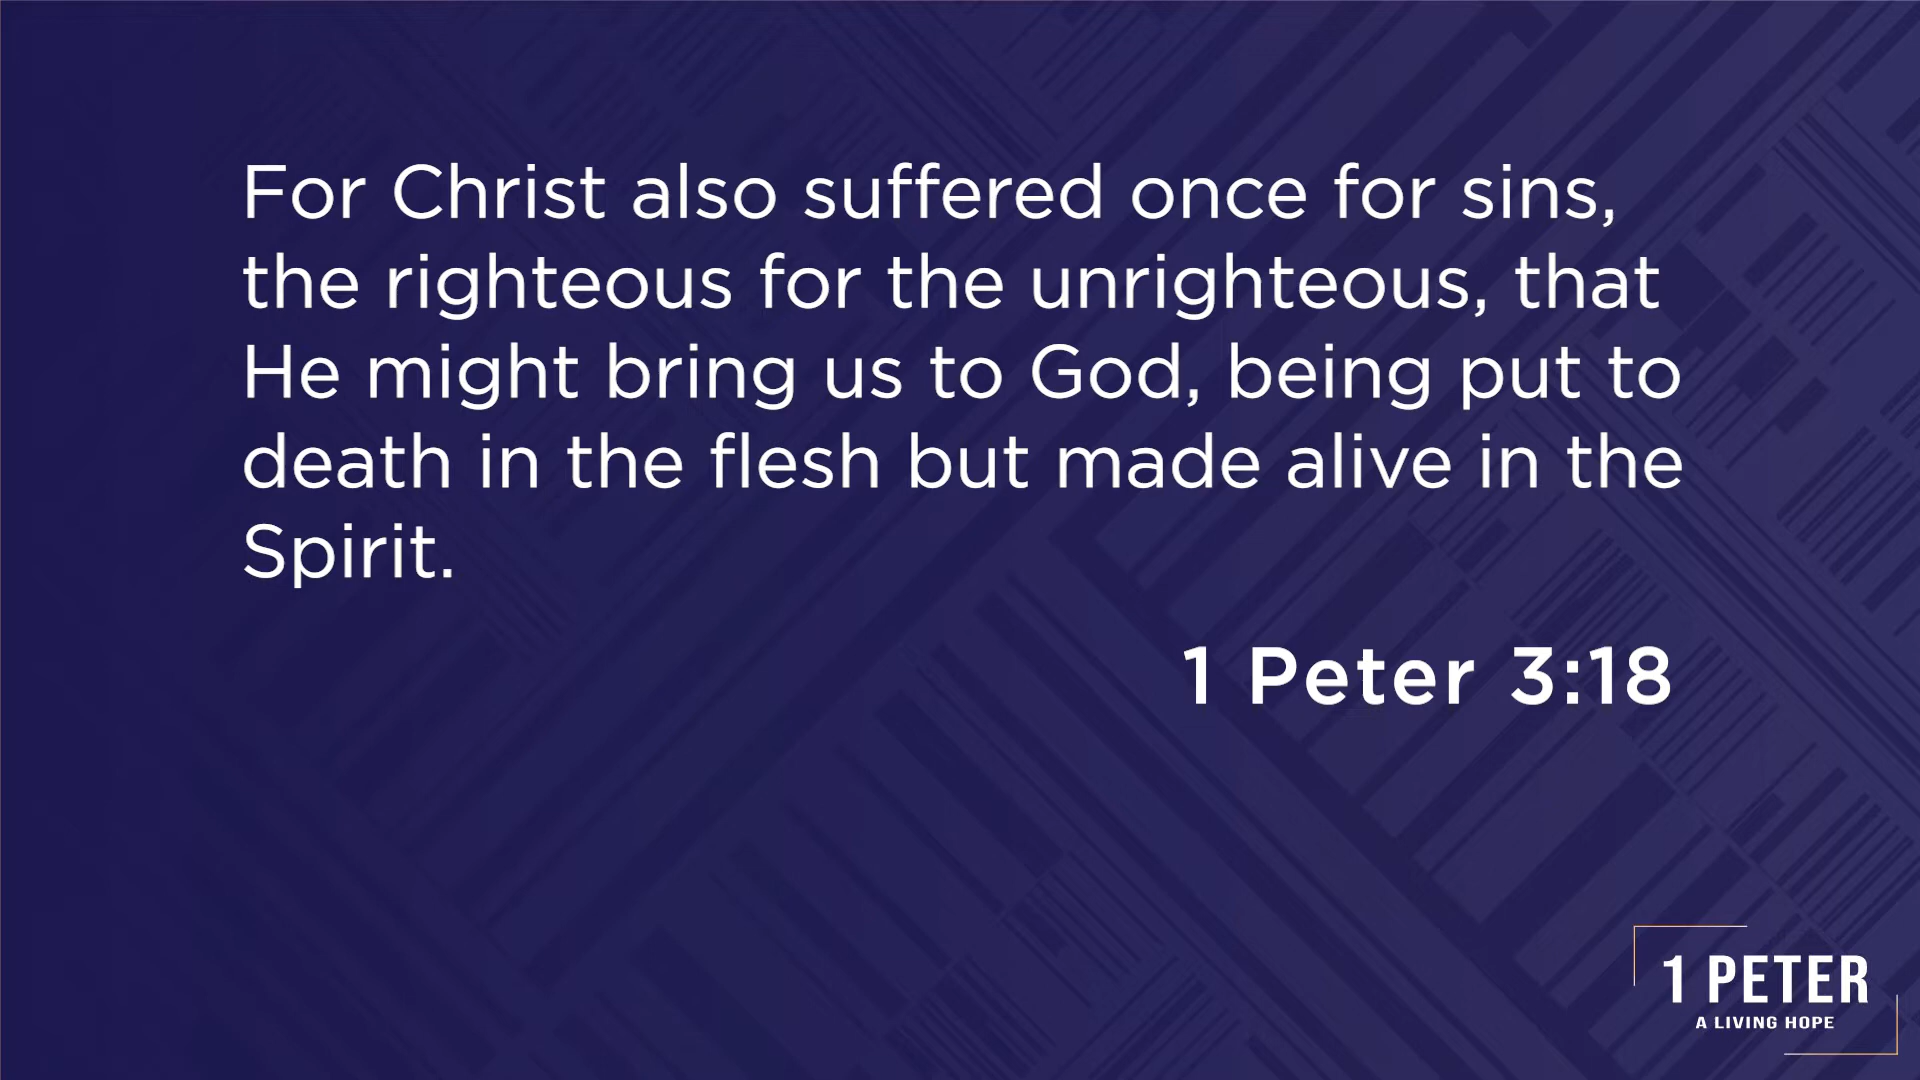 For Christ also suffered once for sins,
the righteous for the unrighteous, that
He might bring us to God, being put to
death in the flesh but made alive in the
Spirit.
1 Peter 3:18
1 PETER
A LIVING HOPE